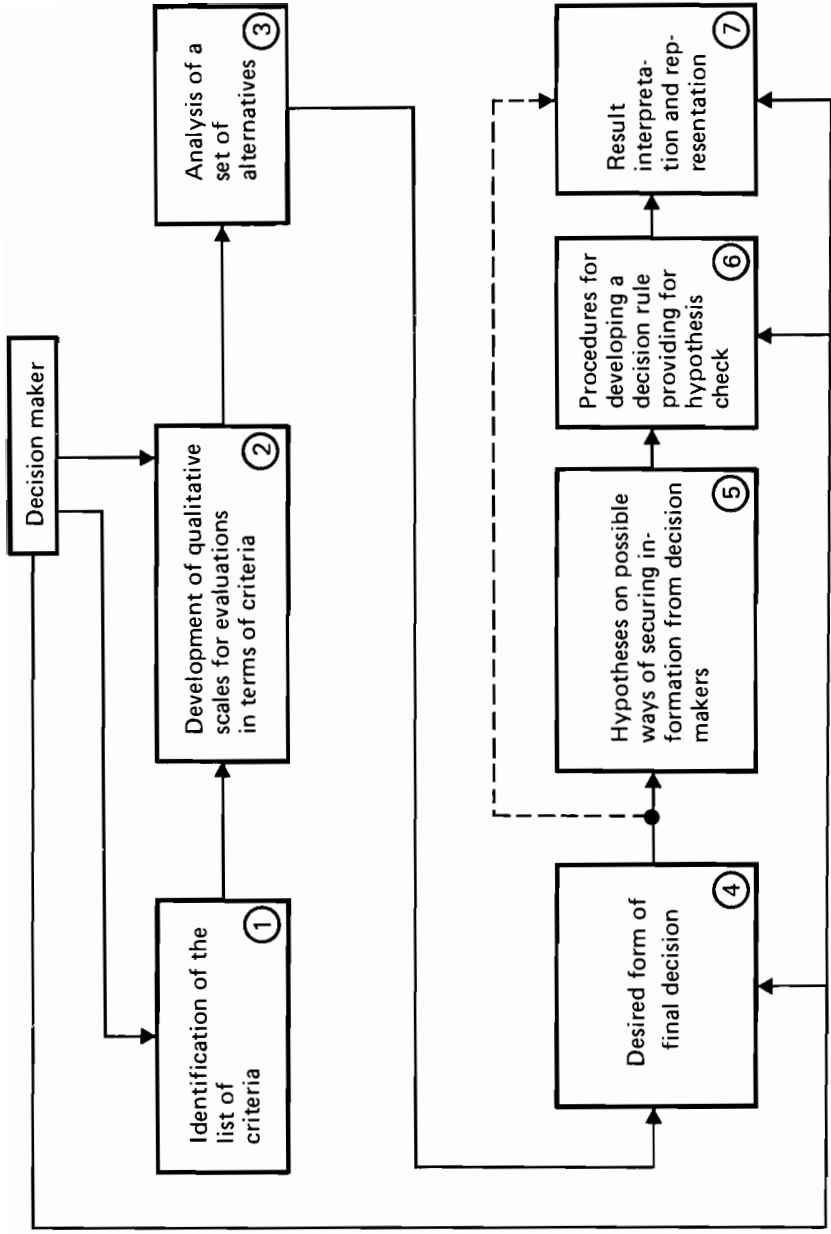 Decision maker
Identification of the
list of
criteria
1
Development of qualitative
scales for evaluations
in terms of criteria
2
Analysis of a
set of
alternatives
3
Desired form of
final decision
4
Hypotheses on possible
ways of securing in-
formation from decision
makers
5
Procedures for
developing a
decision rule
providing for
hypothesis
check
6
Result
interpreta-
tion and rep-
resentation
7